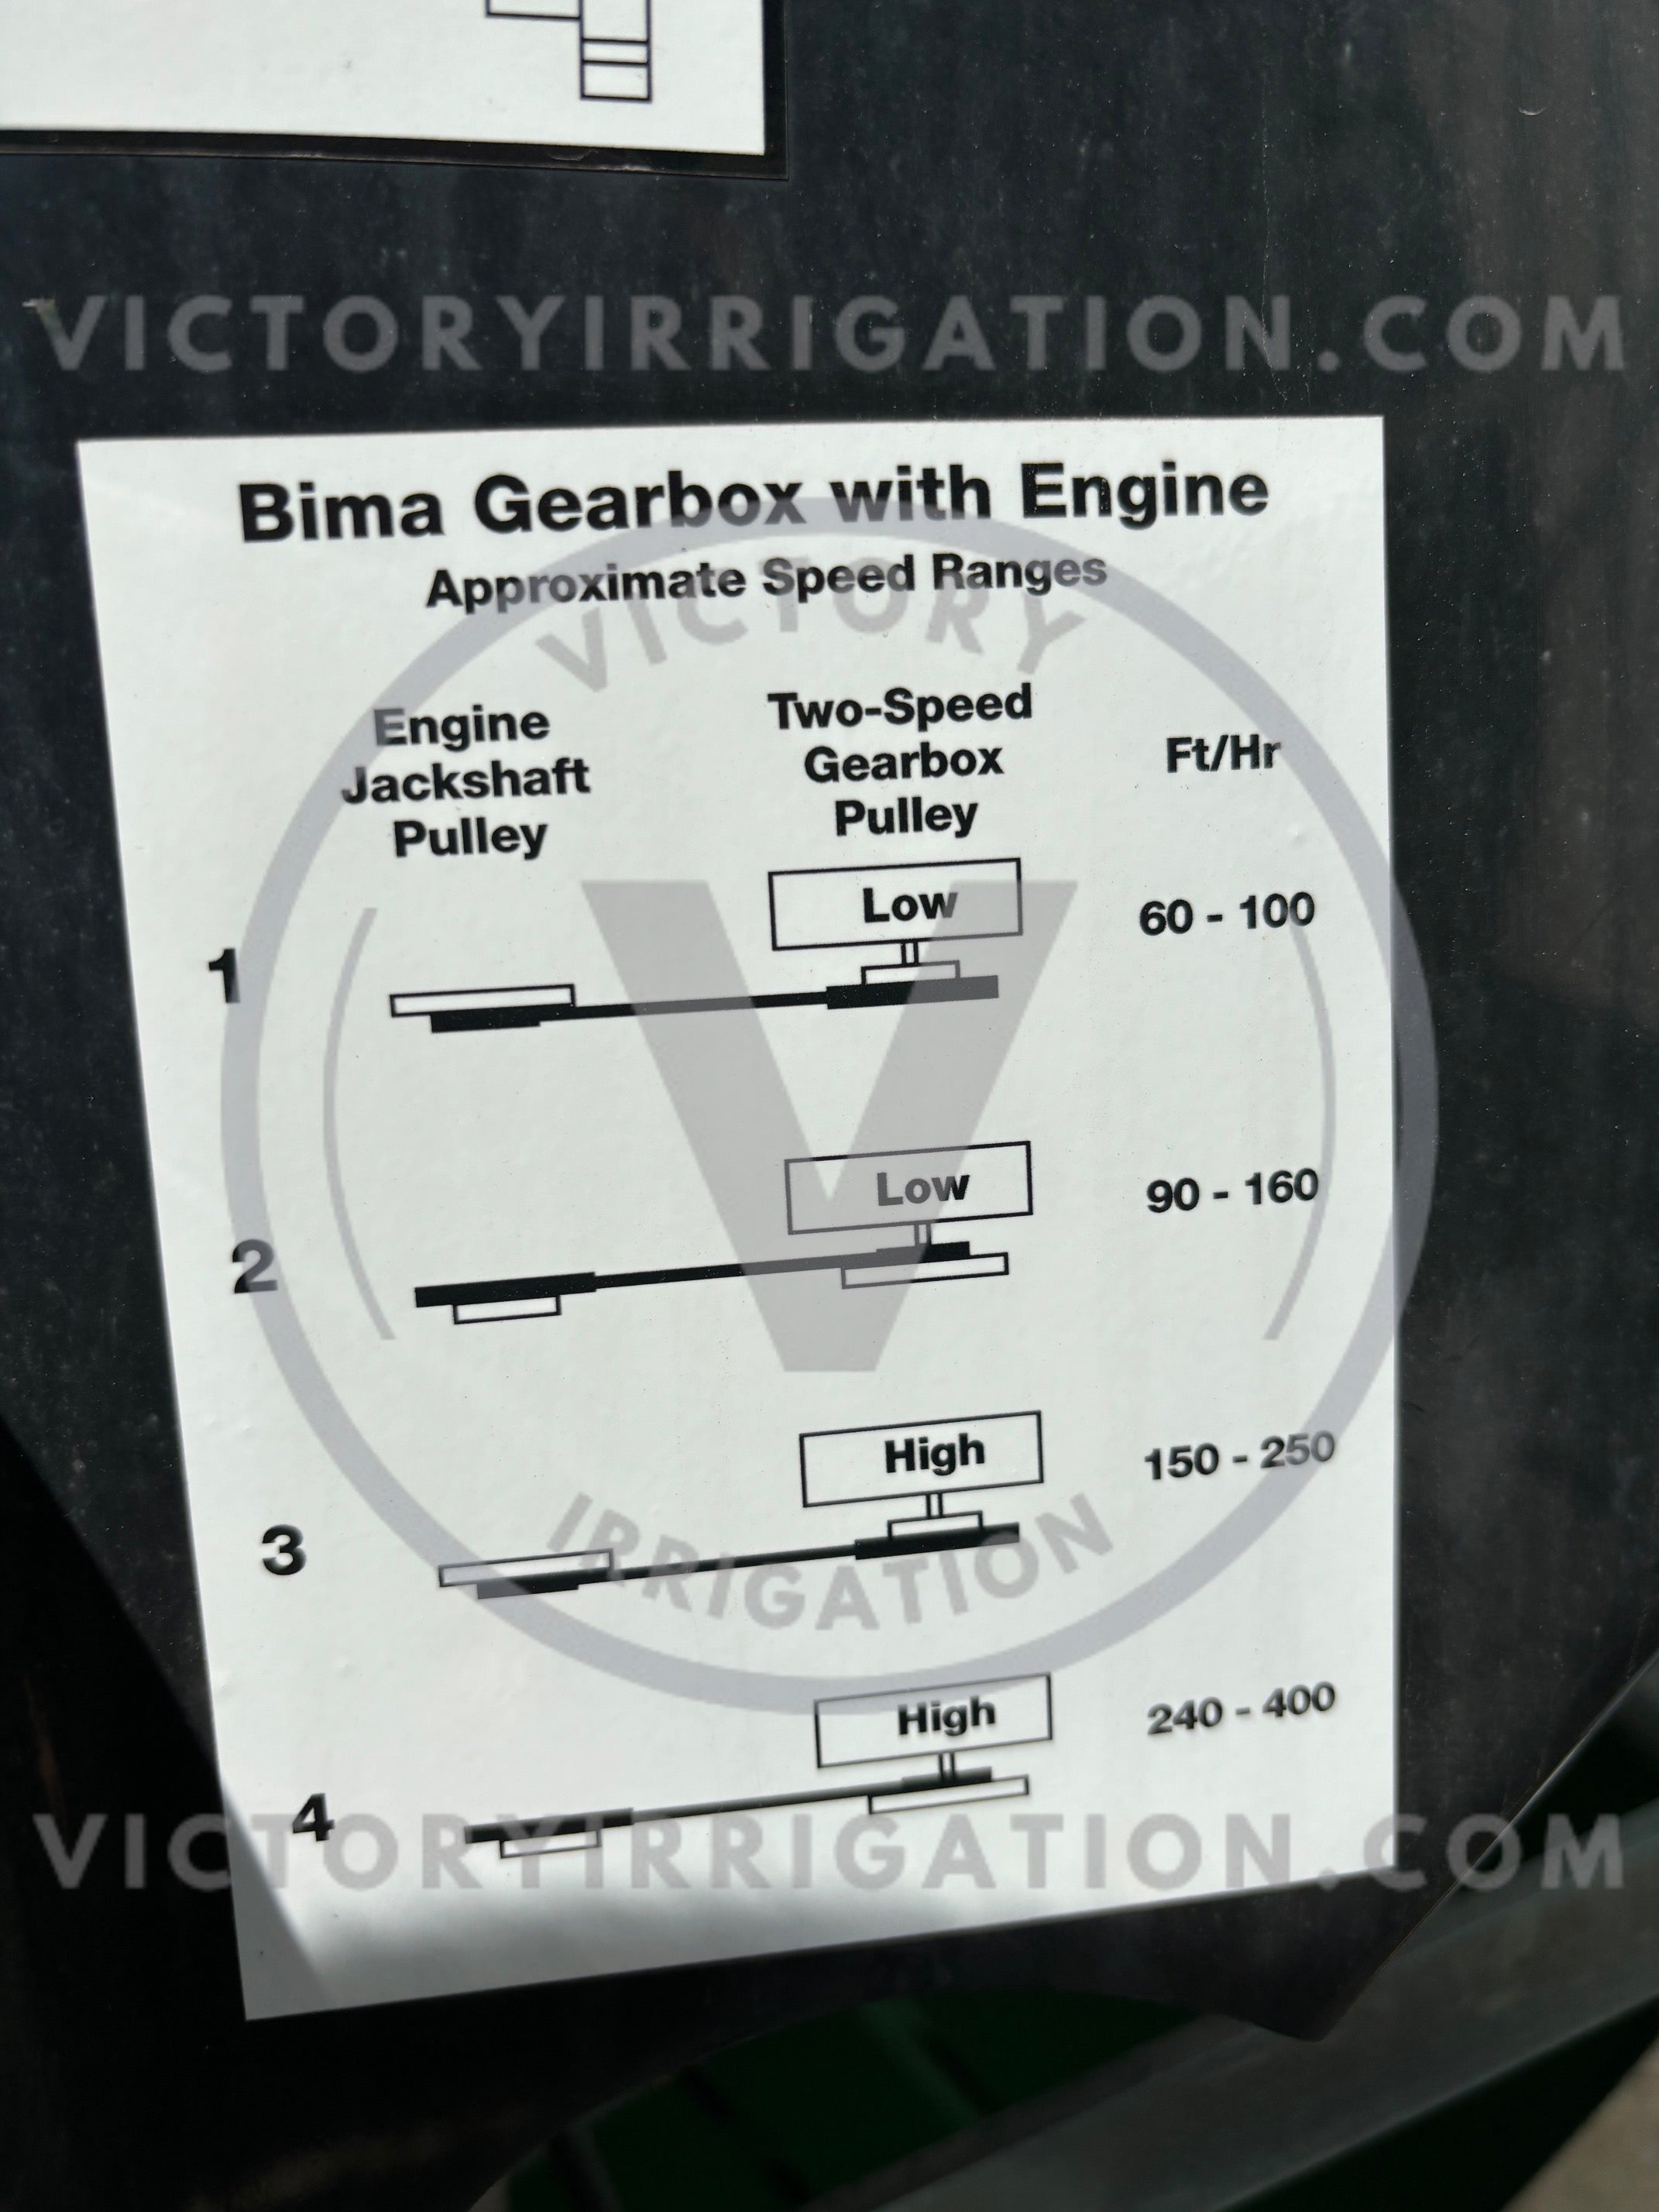 VICTORYIRRIGATION.COM
Bima Gearbox with Engine
Approximate Speed Ranges
VICTORY
Engine
Jackshaft
Pulley
Two-Speed
Gearbox
Pulley
Ft/Hr
1
Low
60 - 100
V
2
Low
90 - 160
3
High
150 - 250
IRRIGATION
4
High
240 - 400
VICTORYIRRIGATION.COM